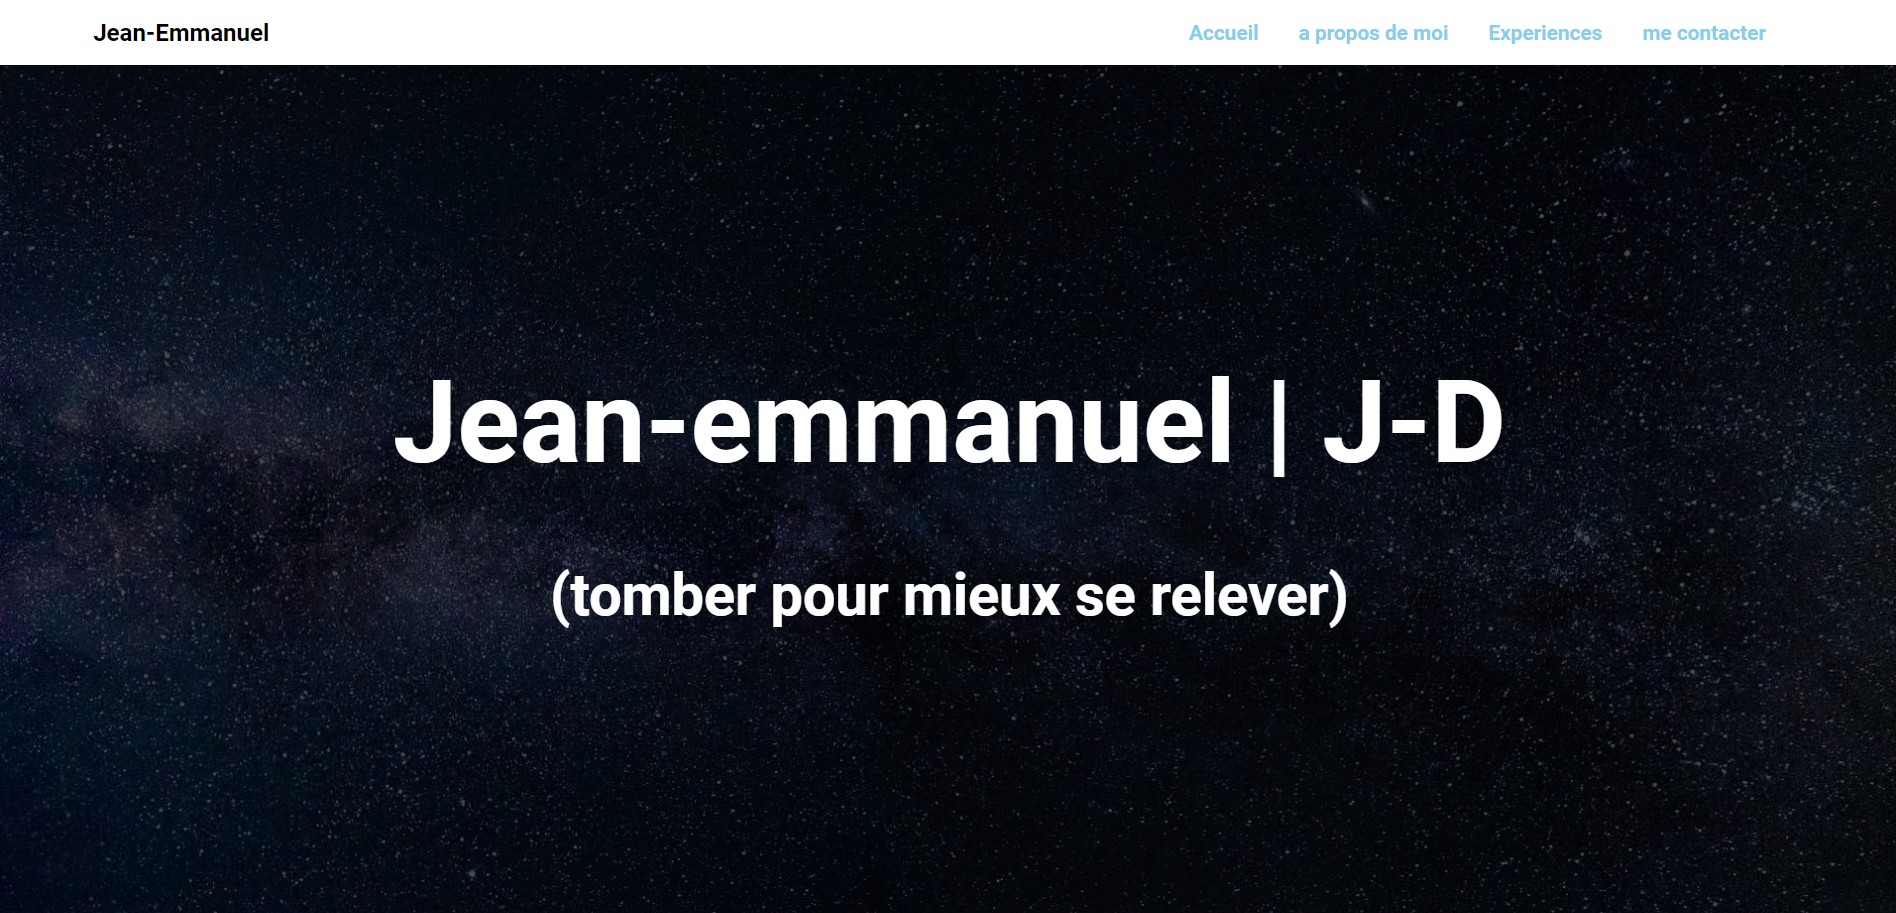 Jean-Emmanuel
Accueil a propos de moi Experiences me contacter
Jean-emmanuel | J-D
(tomber pour mieux se relever)